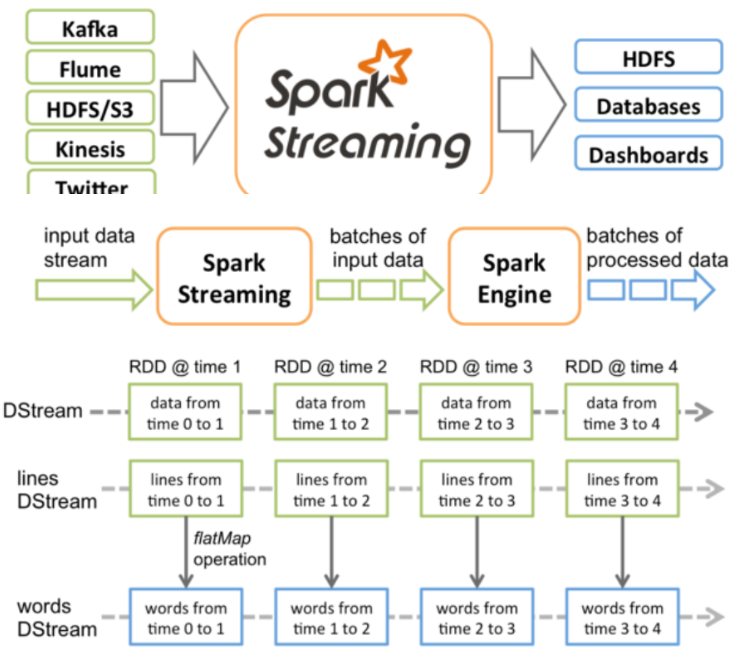 Kafka
Flume
HDFS/S3
Kinesis
Twitter
Spark
Streaming
HDFS
Databases
Dashboards
input data
stream
Spark
Streaming
batches of
input data
Spark
Engine
batches of
processed data
RDD @ time 1 RDD @ time 2 RDD @ time 3 RDD @ time 4
DStream
data from
time 0 to 1
data from
time 1 to 2
data from
time 2 to 3
data from
time 3 to 4
lines
DStream
lines from
time 0 to 1
lines from
time 1 to 2
lines from
time 2 to 3
lines from
time 3 to 4
flatMap
operation
words
DStream
words from
time 0 to 1
words from
time 1 to 2
words from
time 2 to 3
words from
time 3 to 4